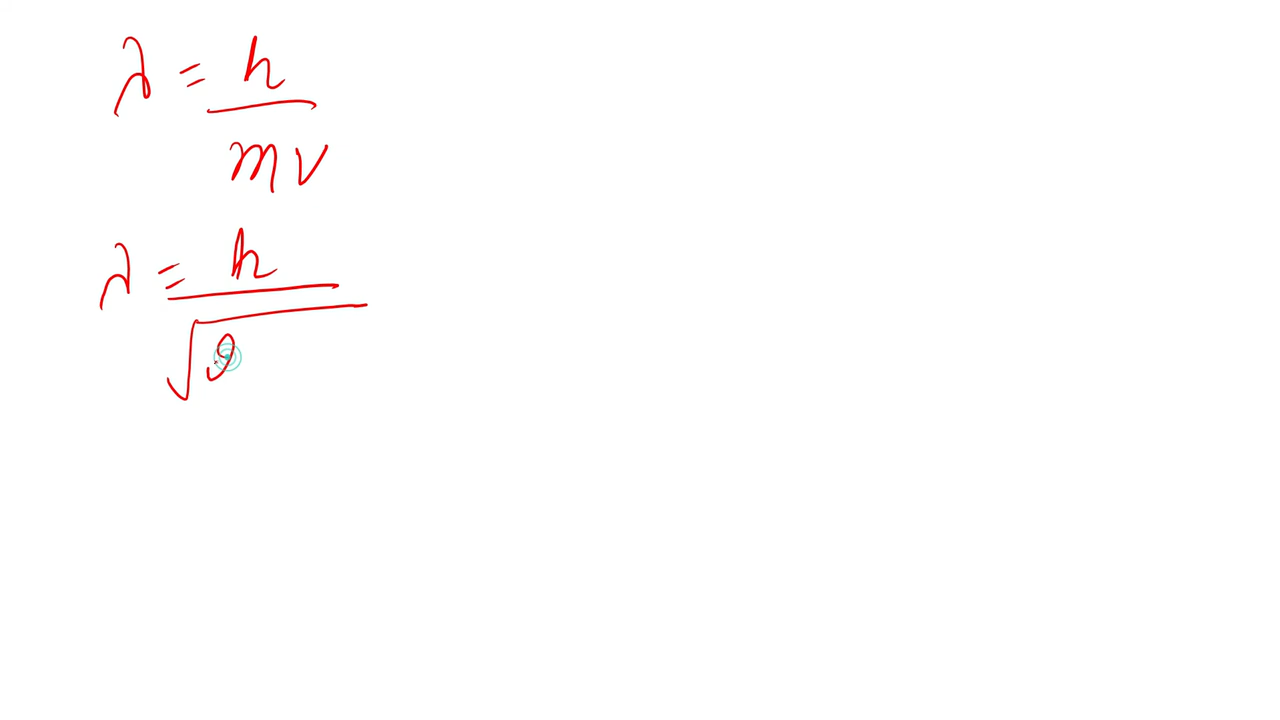 λ = h
mv
λ = h
√